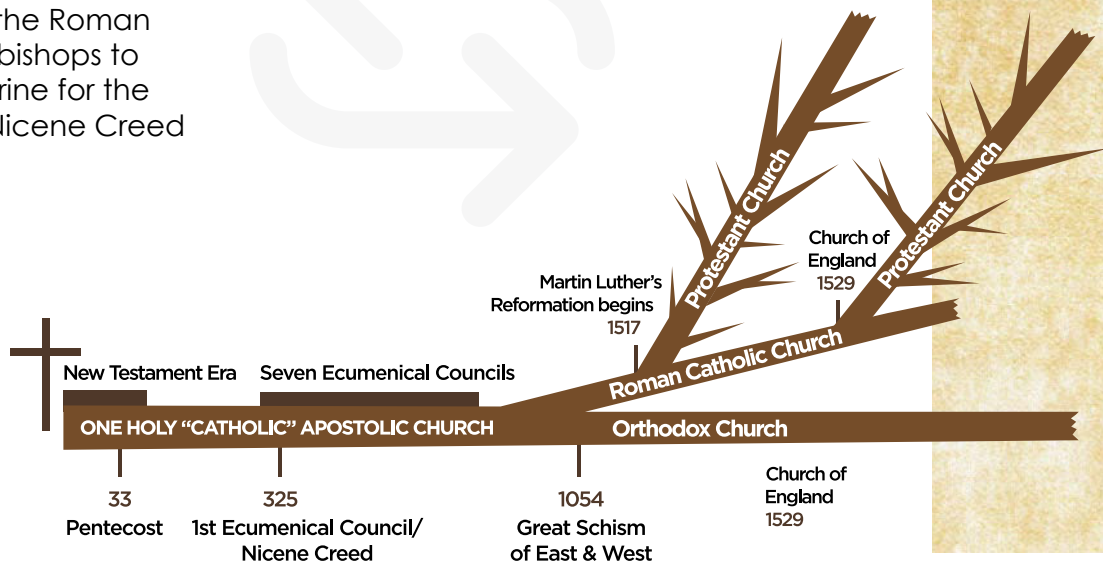 the Roman
bishops to
rine for the
Nicene Creed
Protestant Church
Protestant Church
Church of
England
1529
Martin Luther's
Reformation begins
1517
Roman Catholic Church
New Testament Era
Seven Ecumenical Councils
ONE HOLY “CATHOLIC” APOSTOLIC CHURCH
Orthodox Church
33
Pentecost
325
1st Ecumenical Council/
Nicene Creed
1054
Great Schism
of East & West
Church of
England
1529